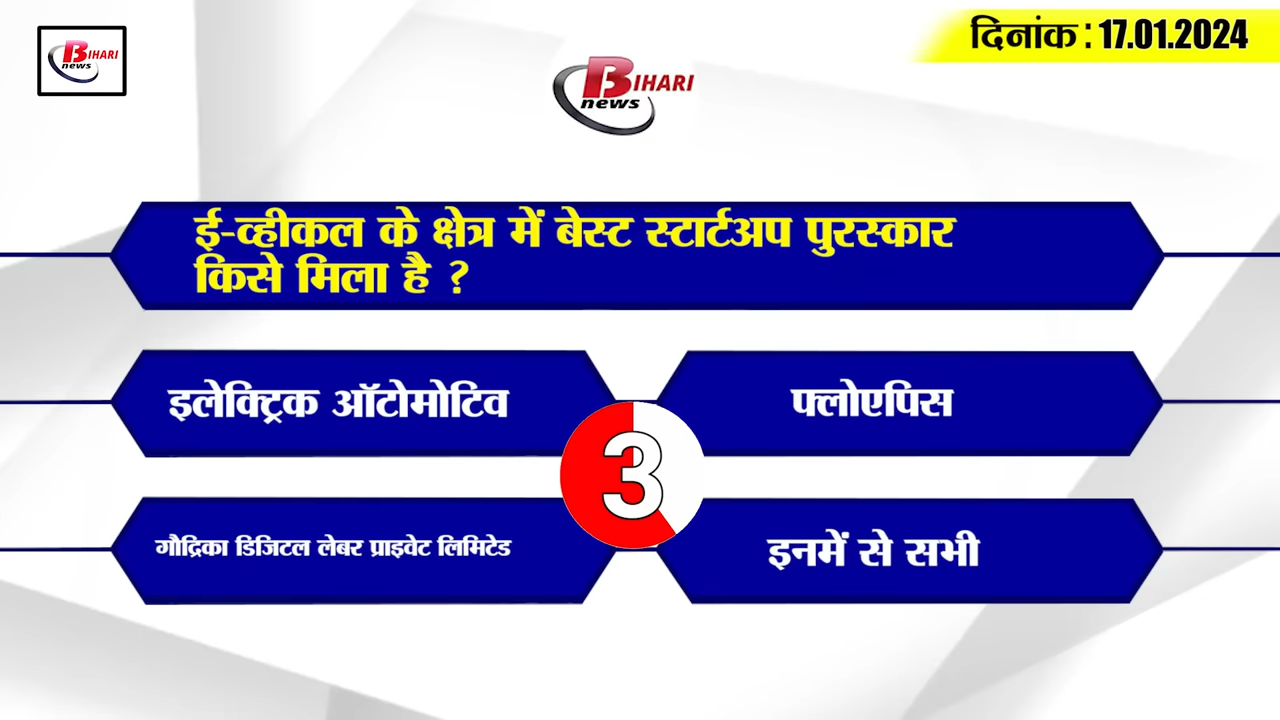 BIHARI
news
दिनांक : 17.01.2024
BIHARI
news
ई-व्हीकल के क्षेत्र में बेस्ट स्टार्टअप पुरस्कार
किसे मिला है ?
इलेक्ट्रिक ऑटोमोटिव
फ्लोएपिस
3
गौद्रिका डिजिटल लेबर प्राइवेट लिमिटेड
इनमें से सभी